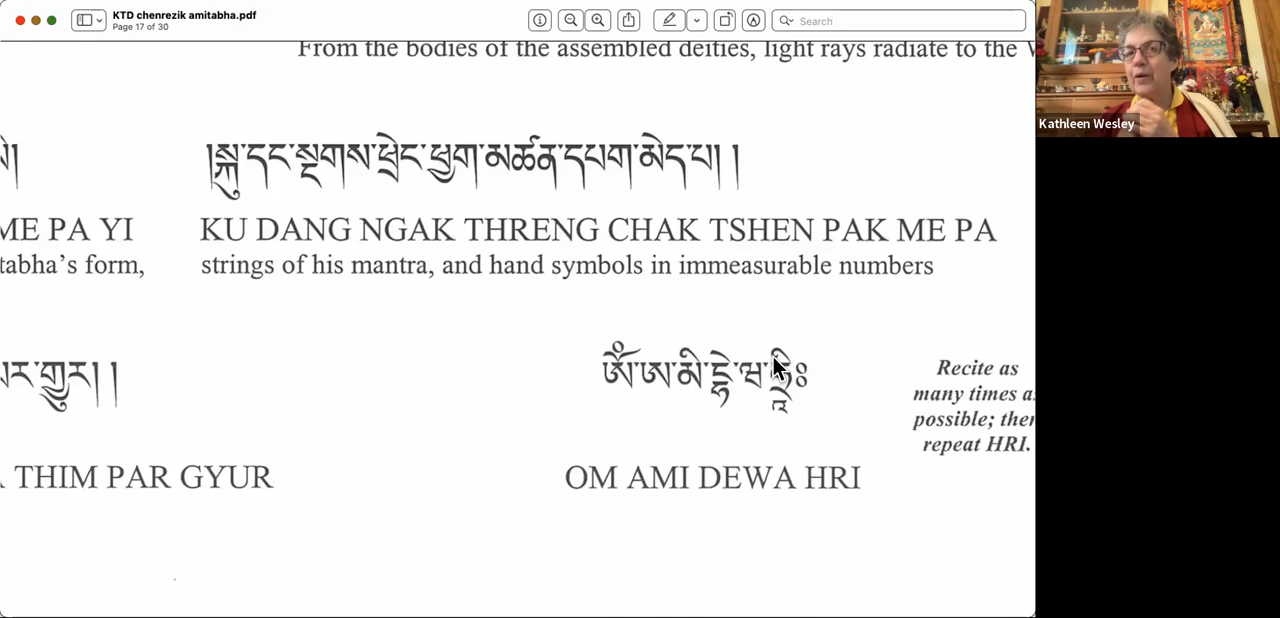 KTD chenrezik amitabha.pdf
Page 17 of 30
Search
From the bodies of the assembled deities, light rays radiate to the
Kathleen Wesley
།སྐུ་དང་སྔགས་ཕྲེང་ཕྱག་མཚན་དཔག་མེད་པ། །
ME PA YI KU DANG NGAK THRENG CHAK TSHEN PAK ME PA
tabha’s form, strings of his mantra, and hand symbols in immeasurable numbers
པར་གྱུར། ། ཨོཾ་ཨ་མི་དྷེ་ཝ་ཧྲཱིཿ
Recite as
many times a
possible; then
repeat HRI.
THIM PAR GYUR OM AMI DEWA HRI